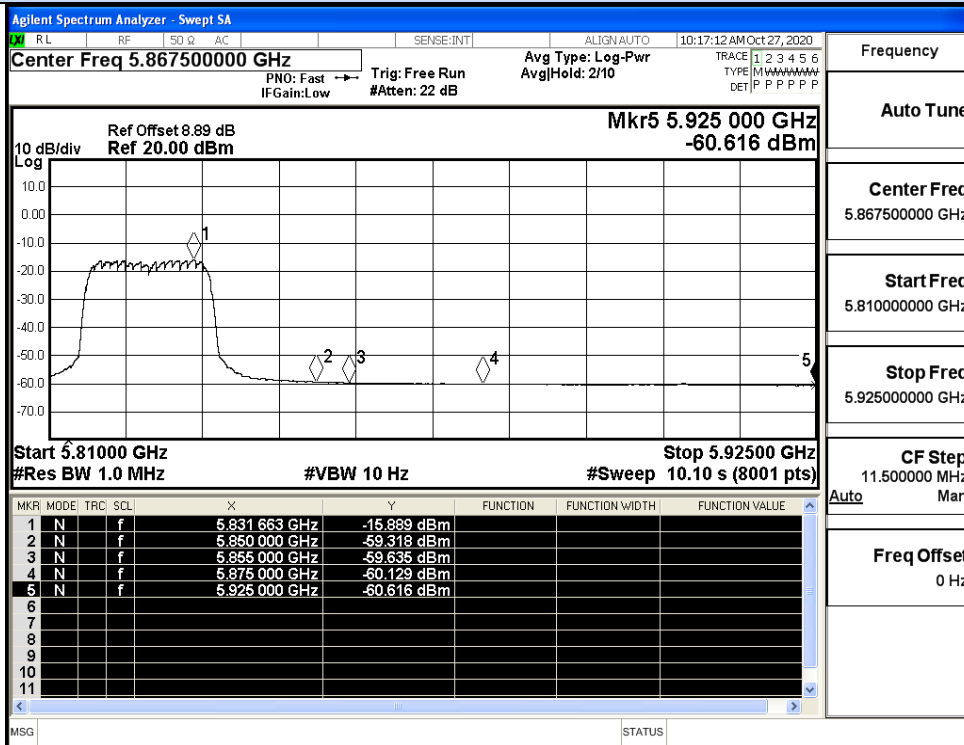 Agilent Spectrum Analyzer - Swept SA
LXI RL RF 50 Ω AC SENSE:INT ALIGN AUTO 10:17:12 AM Oct 27, 2020
Center Freq 5.867500000 GHz
PNO: Fast
IFGain:Low
Trig: Free Run
#Atten: 22 dB
Avg Type: Log-Pwr
Avg|Hold: 2/10
TRACE 1 2 3 4 5 6
TYPE M W W W W W
DET P P P P P P
Mkr5 5.925 000 GHz
-60.616 dBm
Ref Offset 8.89 dB
10 dB/div Ref 20.00 dBm
Log
10.0
0.00
-10.0
-20.0
-30.0
-40.0
-50.0
-60.0
-70.0
1
2
3
4
5
Start 5.81000 GHz Stop 5.92500 GHz
#Res BW 1.0 MHz #VBW 10 Hz #Sweep 10.10 s (8001 pts)
MKR MODE TRC SCL X Y FUNCTION FUNCTION WIDTH FUNCTION VALUE
1 N f 5.831 663 GHz -15.889 dBm
2 N f 5.850 000 GHz -59.318 dBm
3 N f 5.855 000 GHz -59.635 dBm
4 N f 5.875 000 GHz -60.129 dBm
5 N f 5.925 000 GHz -60.616 dBm
6
7
8
9
10
11
MSG STATUS
Frequency
Auto Tune
Center Freq
5.867500000 GHz
Start Freq
5.810000000 GHz
Stop Freq
5.925000000 GHz
CF Step
11.500000 MHz
Auto Man
Freq Offset
0 Hz